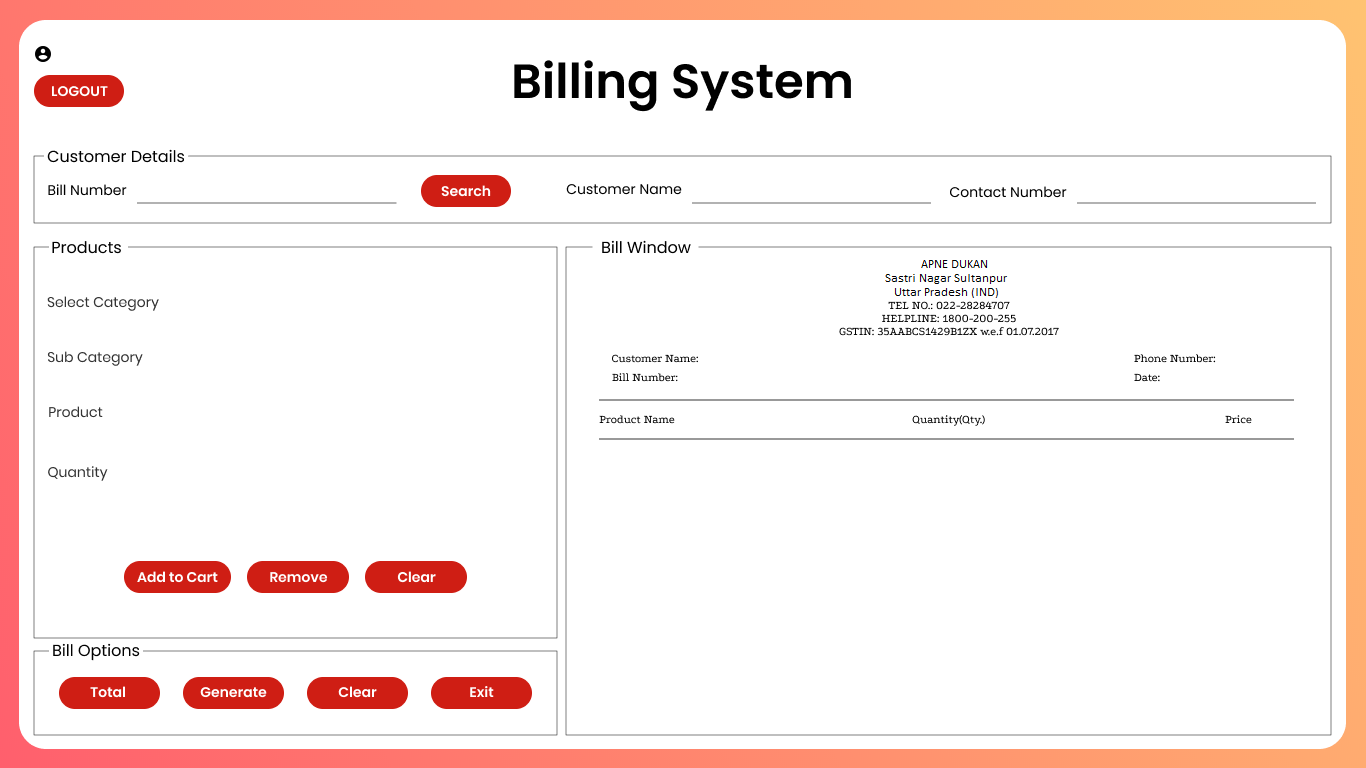 Billing System
LOGOUT
Customer Details
Bill Number
Search
Customer Name
Contact Number
Products
Select Category
Sub Category
Product
Quantity
Add to Cart
Remove
Clear
Bill Options
Total
Generate
Clear
Exit
Bill Window
APNE DUKAN
Sastri Nagar Sultanpur
Uttar Pradesh (IND)
TEL NO.: 022-28284707
HELPLINE: 1800-200-255
GSTIN: 35AABCS1429B1ZX w.e.f 01.07.2017
Customer Name:
Phone Number:
Bill Number:
Date:
Product Name
Quantity(Qty.)
Price